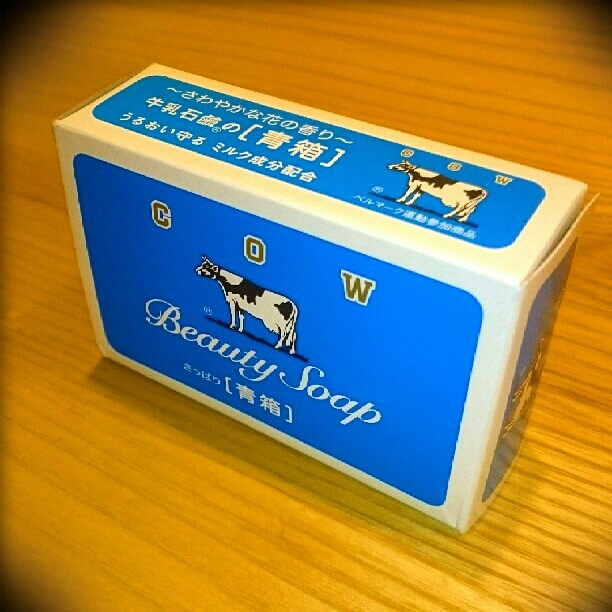 ～さわやかな花の香り～
牛乳石鹸®の［青箱］
うるおい守る ミルク成分配合
COW
®
ベルマーク運動参加商品
COW
®
Beauty Soap
さっぱり［青箱］